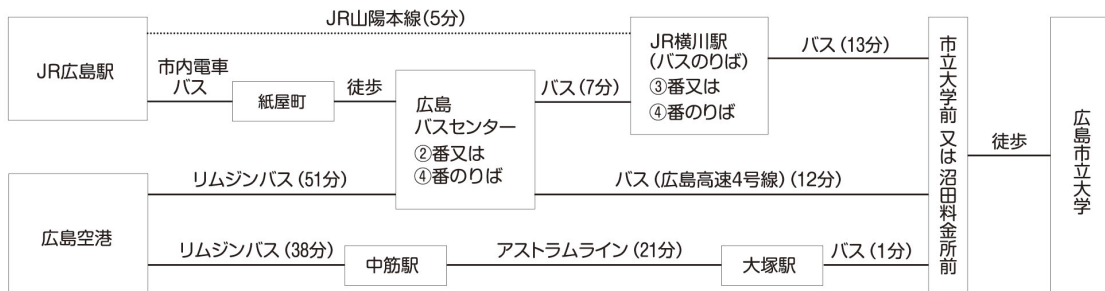 JR山陽本線(5分)
JR広島駅
市内電車
バス
紙屋町
徒歩
広島
バスセンター
②番又は
④番のりば
バス(7分)
JR横川駅
(バスのりば)
③番又は
④番のりば
バス(13分)
リムジンバス(51分)
バス(広島高速4号線)(12分)
広島空港
リムジンバス(38分)
中筋駅
アストラムライン(21分)
大塚駅
バス(1分)
市立大学前 又は 沼田料金所前
徒歩
広島市立大学